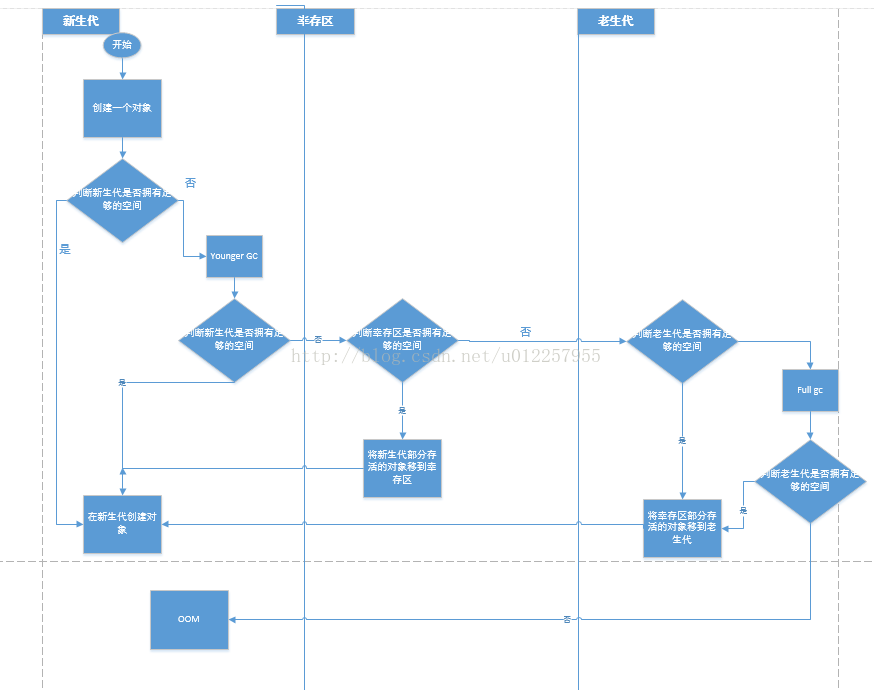 新生代
幸存区
老生代
开始
创建一个对象
判断新生代是否拥有足
够的空间
否
是
Younger GC
判断新生代是否拥有足
够的空间
否
判断幸存区是否拥有足
够的空间
否
判断老生代是否拥有足
够的空间
http://blog.csdn.net/u012257955
Full gc
是
是
是
将新生代部分存
活的对象移到幸
存区
判断老生代是否拥有足
够的空间
是
在新生代创建对
象
将幸存区部分存
活的对象移到老
生代
OOM
否